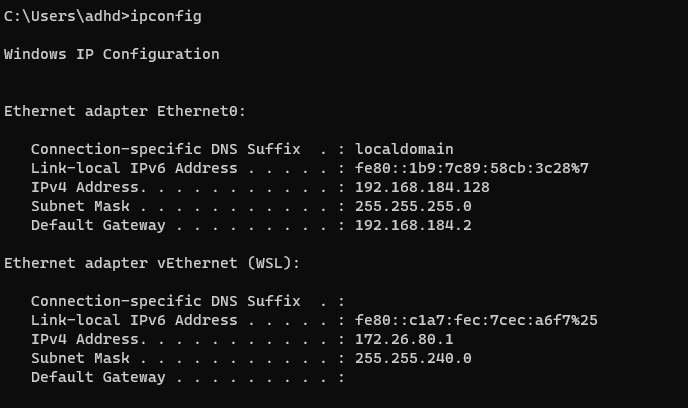 C:\Users\adhd>ipconfig
Windows IP Configuration
Ethernet adapter Ethernet0:
Connection-specific DNS Suffix  . : localdomain
Link-local IPv6 Address . . . . . : fe80::1b9:7c89:58cb:3c28%7
IPv4 Address. . . . . . . . . . . : 192.168.184.128
Subnet Mask . . . . . . . . . . . : 255.255.255.0
Default Gateway . . . . . . . . . : 192.168.184.2
Ethernet adapter vEthernet (WSL):
Connection-specific DNS Suffix  . :
Link-local IPv6 Address . . . . . : fe80::c1a7:fec:7cec:a6f7%25
IPv4 Address. . . . . . . . . . . : 172.26.80.1
Subnet Mask . . . . . . . . . . . : 255.255.240.0
Default Gateway . . . . . . . . . :